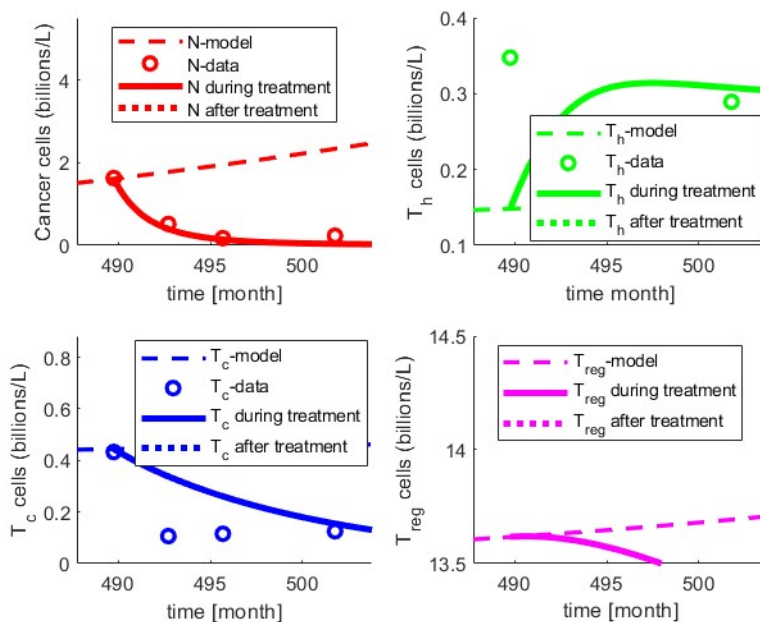 Cancer cells (billions/L)
4
2
0
N-model
N-data
N during treatment
N after treatment
490
495
500
time [month]
T_h cells (billions/L)
0.4
0.3
0.2
0.1
T_h-model
T_h-data
T_h during treatment
T_h after treatment
490
495
500
time month]
T_c cells (billions/L)
0.8
0.6
0.4
0.2
0
T_c-model
T_c-data
T_c during treatment
T_c after treatment
490
495
500
time [month]
T_reg cells (billions/L)
14.5
14
13.5
T_reg-model
T_reg during treatment
T_reg after treatment
490
495
500
time [month]